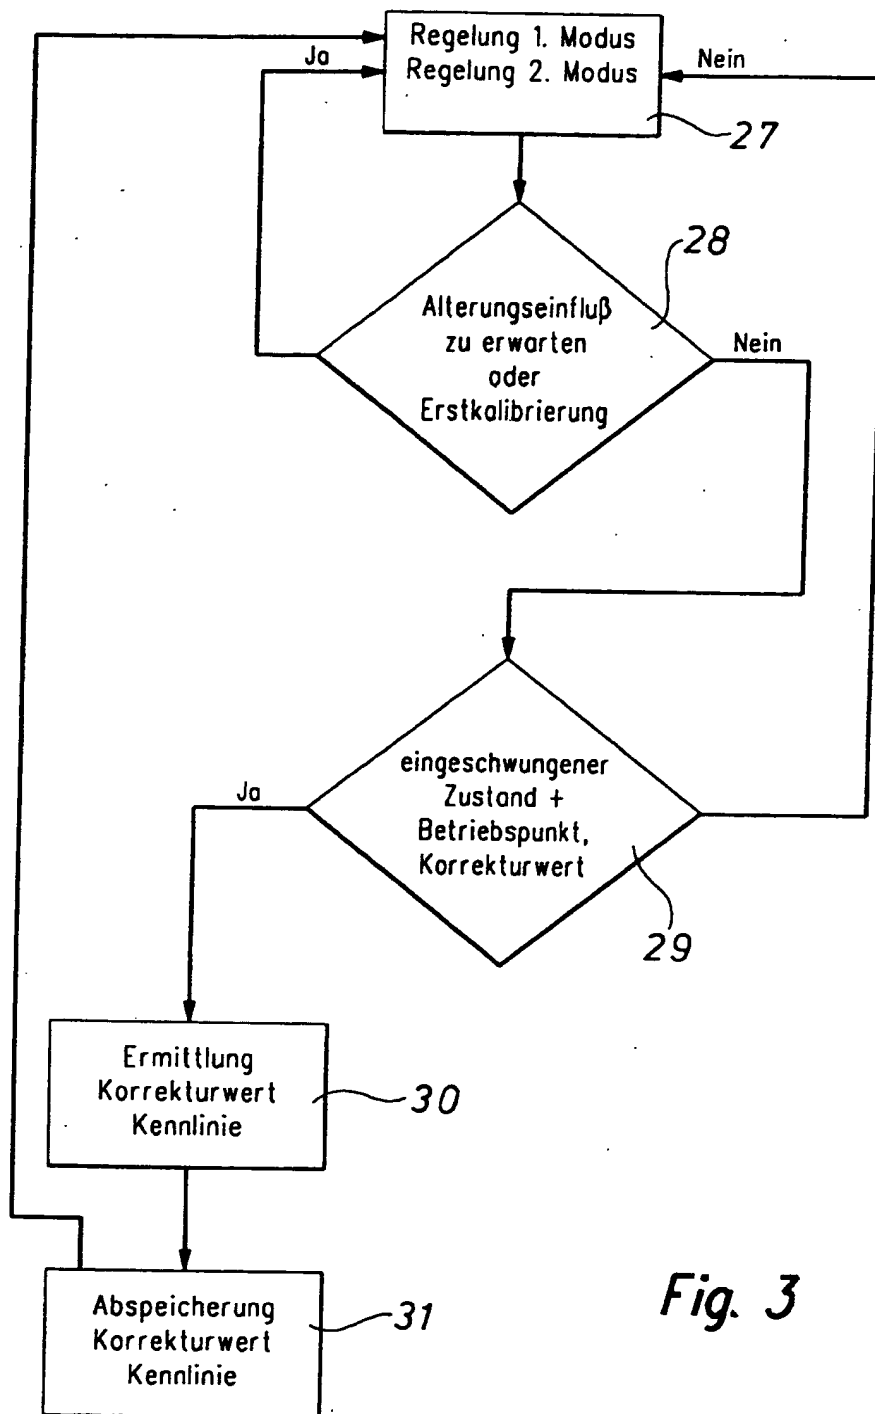 Regelung 1. Modus
Regelung 2. Modus
Ja
Nein
27
28
Alterungseinfluß
zu erwarten
oder
Erstkalibrierung
Nein
eingeschwungener
Zustand +
Betriebspunkt,
Korrekturwert
Ja
29
Ermittlung
Korrekturwert
Kennlinie
30
Abspeicherung
Korrekturwert
Kennlinie
31
Fig. 3